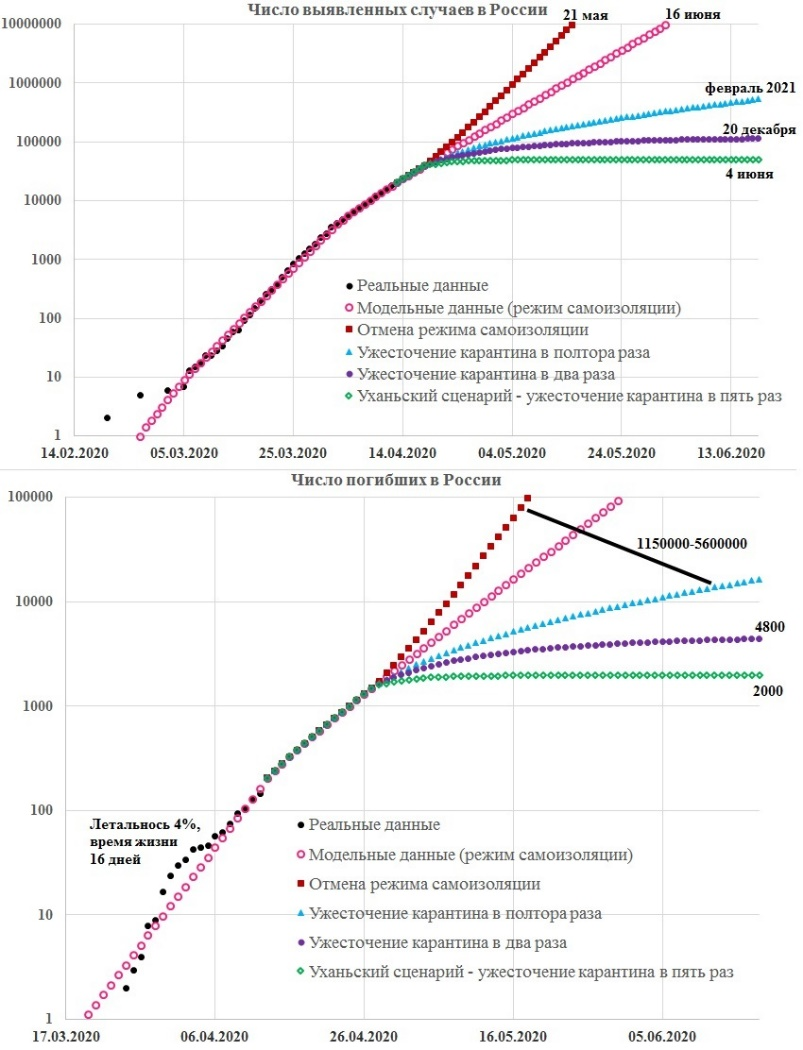 Число выявленных случаев в России
10000000
21 мая
16 июня
1000000
февраль 2021
100000
20 декабря
4 июня
10000
1000
Реальные данные
Модельные данные (режим самоизоляции)
100
Отмена режима самоизоляции
Ужесточение карантина в полтора раза
10
Ужесточение карантина в два раза
Уханьский сценарий - ужесточение карантина в пять раз
1
14.02.2020 05.03.2020 25.03.2020 14.04.2020 04.05.2020 24.05.2020 13.06.2020
Число погибших в России
100000
1150000-5600000
10000
4800
1000
2000
100
Летальнось 4%,
время жизни
16 дней
Реальные данные
Модельные данные (режим самоизоляции)
Отмена режима самоизоляции
10
Ужесточение карантина в полтора раза
Ужесточение карантина в два раза
Уханьский сценарий - ужесточение карантина в пять раз
1
17.03.2020 06.04.2020 26.04.2020 16.05.2020 05.06.2020